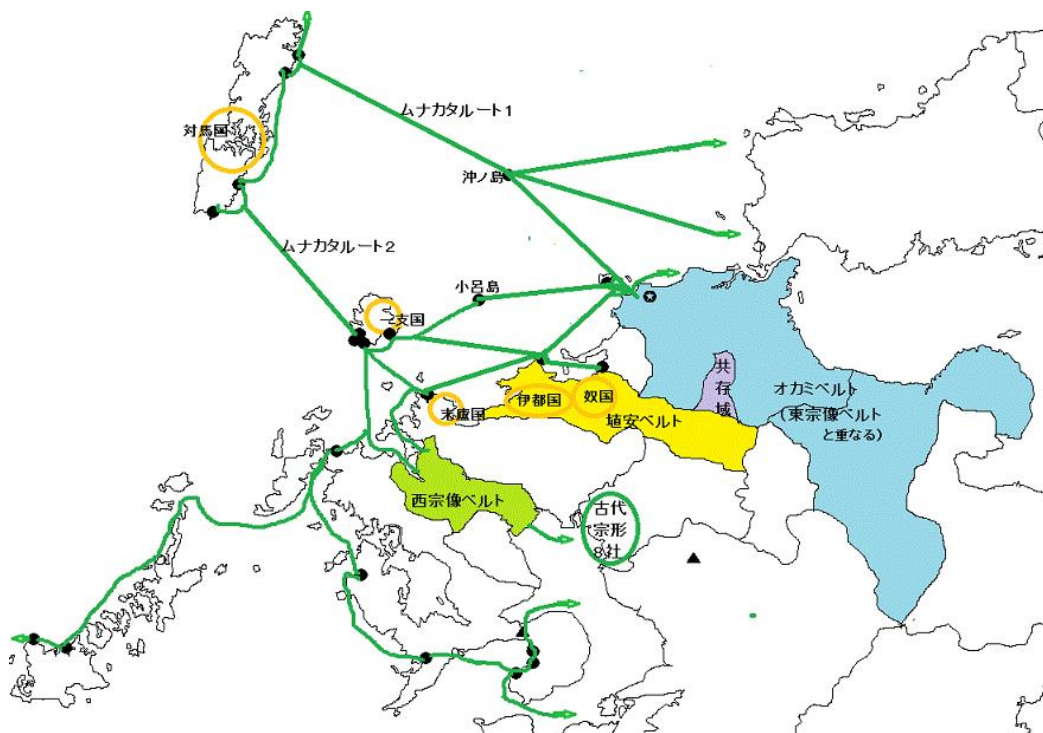 ムナカタルート1
対馬国
沖ノ島
ムナカタルート2
小呂島
一支国
共存域
オカミベルト
(東宗像ベルト
と重なる)
末盧国
伊都国
奴国
埴安ベルト
西宗像ベルト
古代
宗形
8社